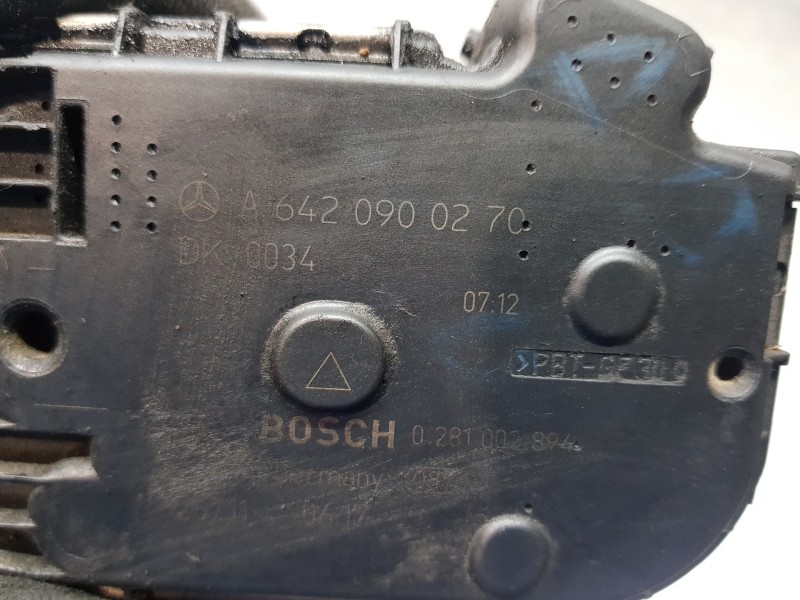 A 642 090 02 70
DK 0034
07.12
>PBT-GF30<
BOSCH 0 281 002 894
Germany